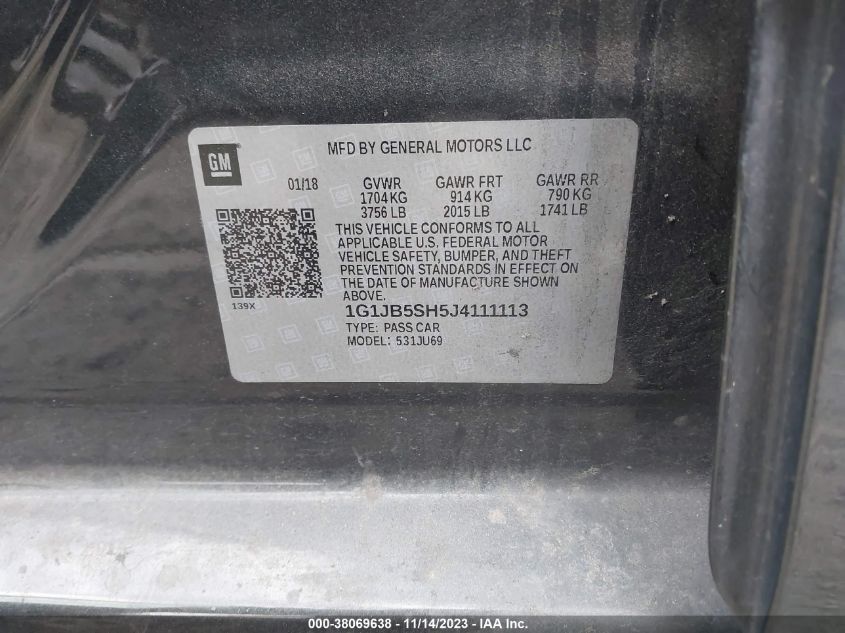 GM
MFD BY GENERAL MOTORS LLC
01/18 GVWR GAWR FRT GAWR RR
1704 KG 914 KG 790 KG
3756 LB 2015 LB 1741 LB
THIS VEHICLE CONFORMS TO ALL
APPLICABLE U.S. FEDERAL MOTOR
VEHICLE SAFETY, BUMPER, AND THEFT
PREVENTION STANDARDS IN EFFECT ON
THE DATE OF MANUFACTURE SHOWN
ABOVE.
139X
1G1JB5SH5J4111113
TYPE: PASS CAR
MODEL: 531JU69
000-38069638 - 11/14/2023 - Copyright © 2023 IAA, Inc.